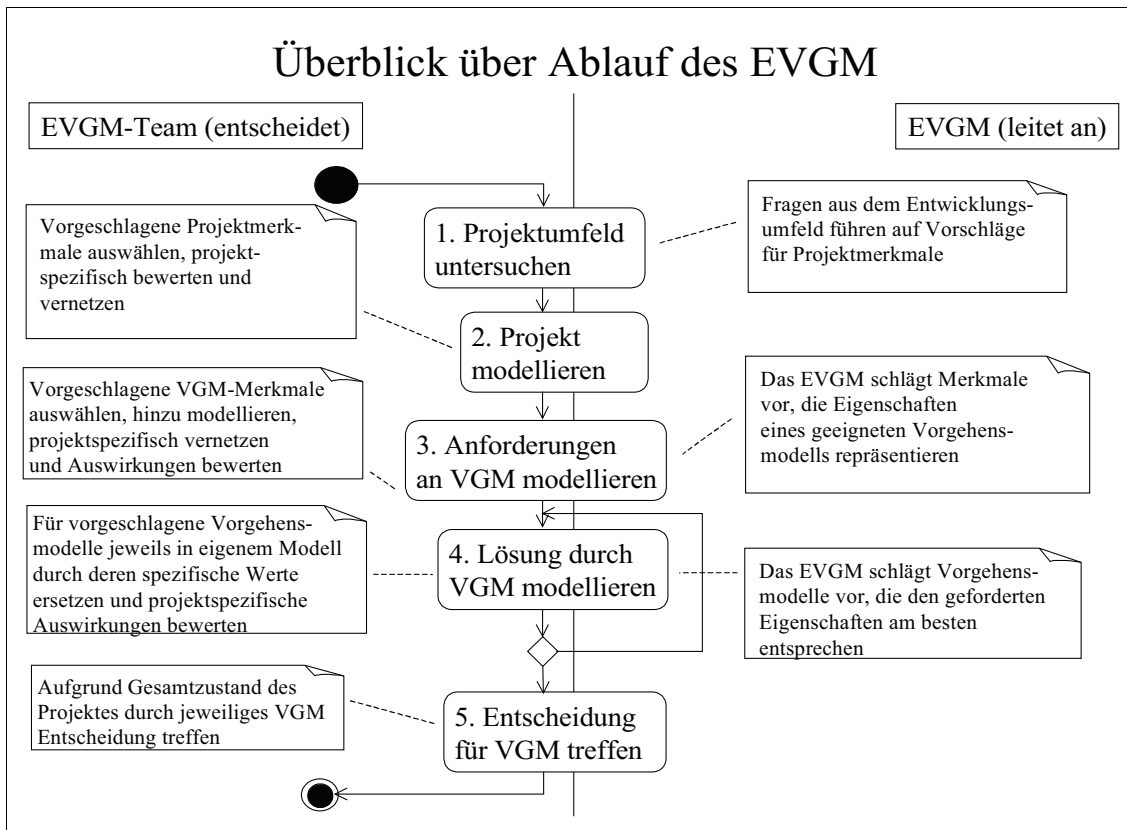 Überblick über Ablauf des EVGM
EVGM-Team (entscheidet)
EVGM (leitet an)
Vorgeschlagene Projektmerk-
male auswählen, projekt-
spezifisch bewerten und
vernetzen
1. Projektumfeld
untersuchen
Fragen aus dem Entwicklungs-
umfeld führen auf Vorschläge
für Projektmerkmale
2. Projekt
modellieren
Vorgeschlagene VGM-Merkmale
auswählen, hinzu modellieren,
projektspezifisch vernetzen
und Auswirkungen bewerten
3. Anforderungen
an VGM modellieren
Das EVGM schlägt Merkmale
vor, die Eigenschaften
eines geeigneten Vorgehens-
modells repräsentieren
Für vorgeschlagene Vorgehens-
modelle jeweils in eigenem Modell
durch deren spezifische Werte
ersetzen und projektspezifische
Auswirkungen bewerten
4. Lösung durch
VGM modellieren
Das EVGM schlägt Vorgehens-
modelle vor, die den geforderten
Eigenschaften am besten
entsprechen
Aufgrund Gesamtzustand des
Projektes durch jeweiliges VGM
Entscheidung treffen
5. Entscheidung
für VGM treffen